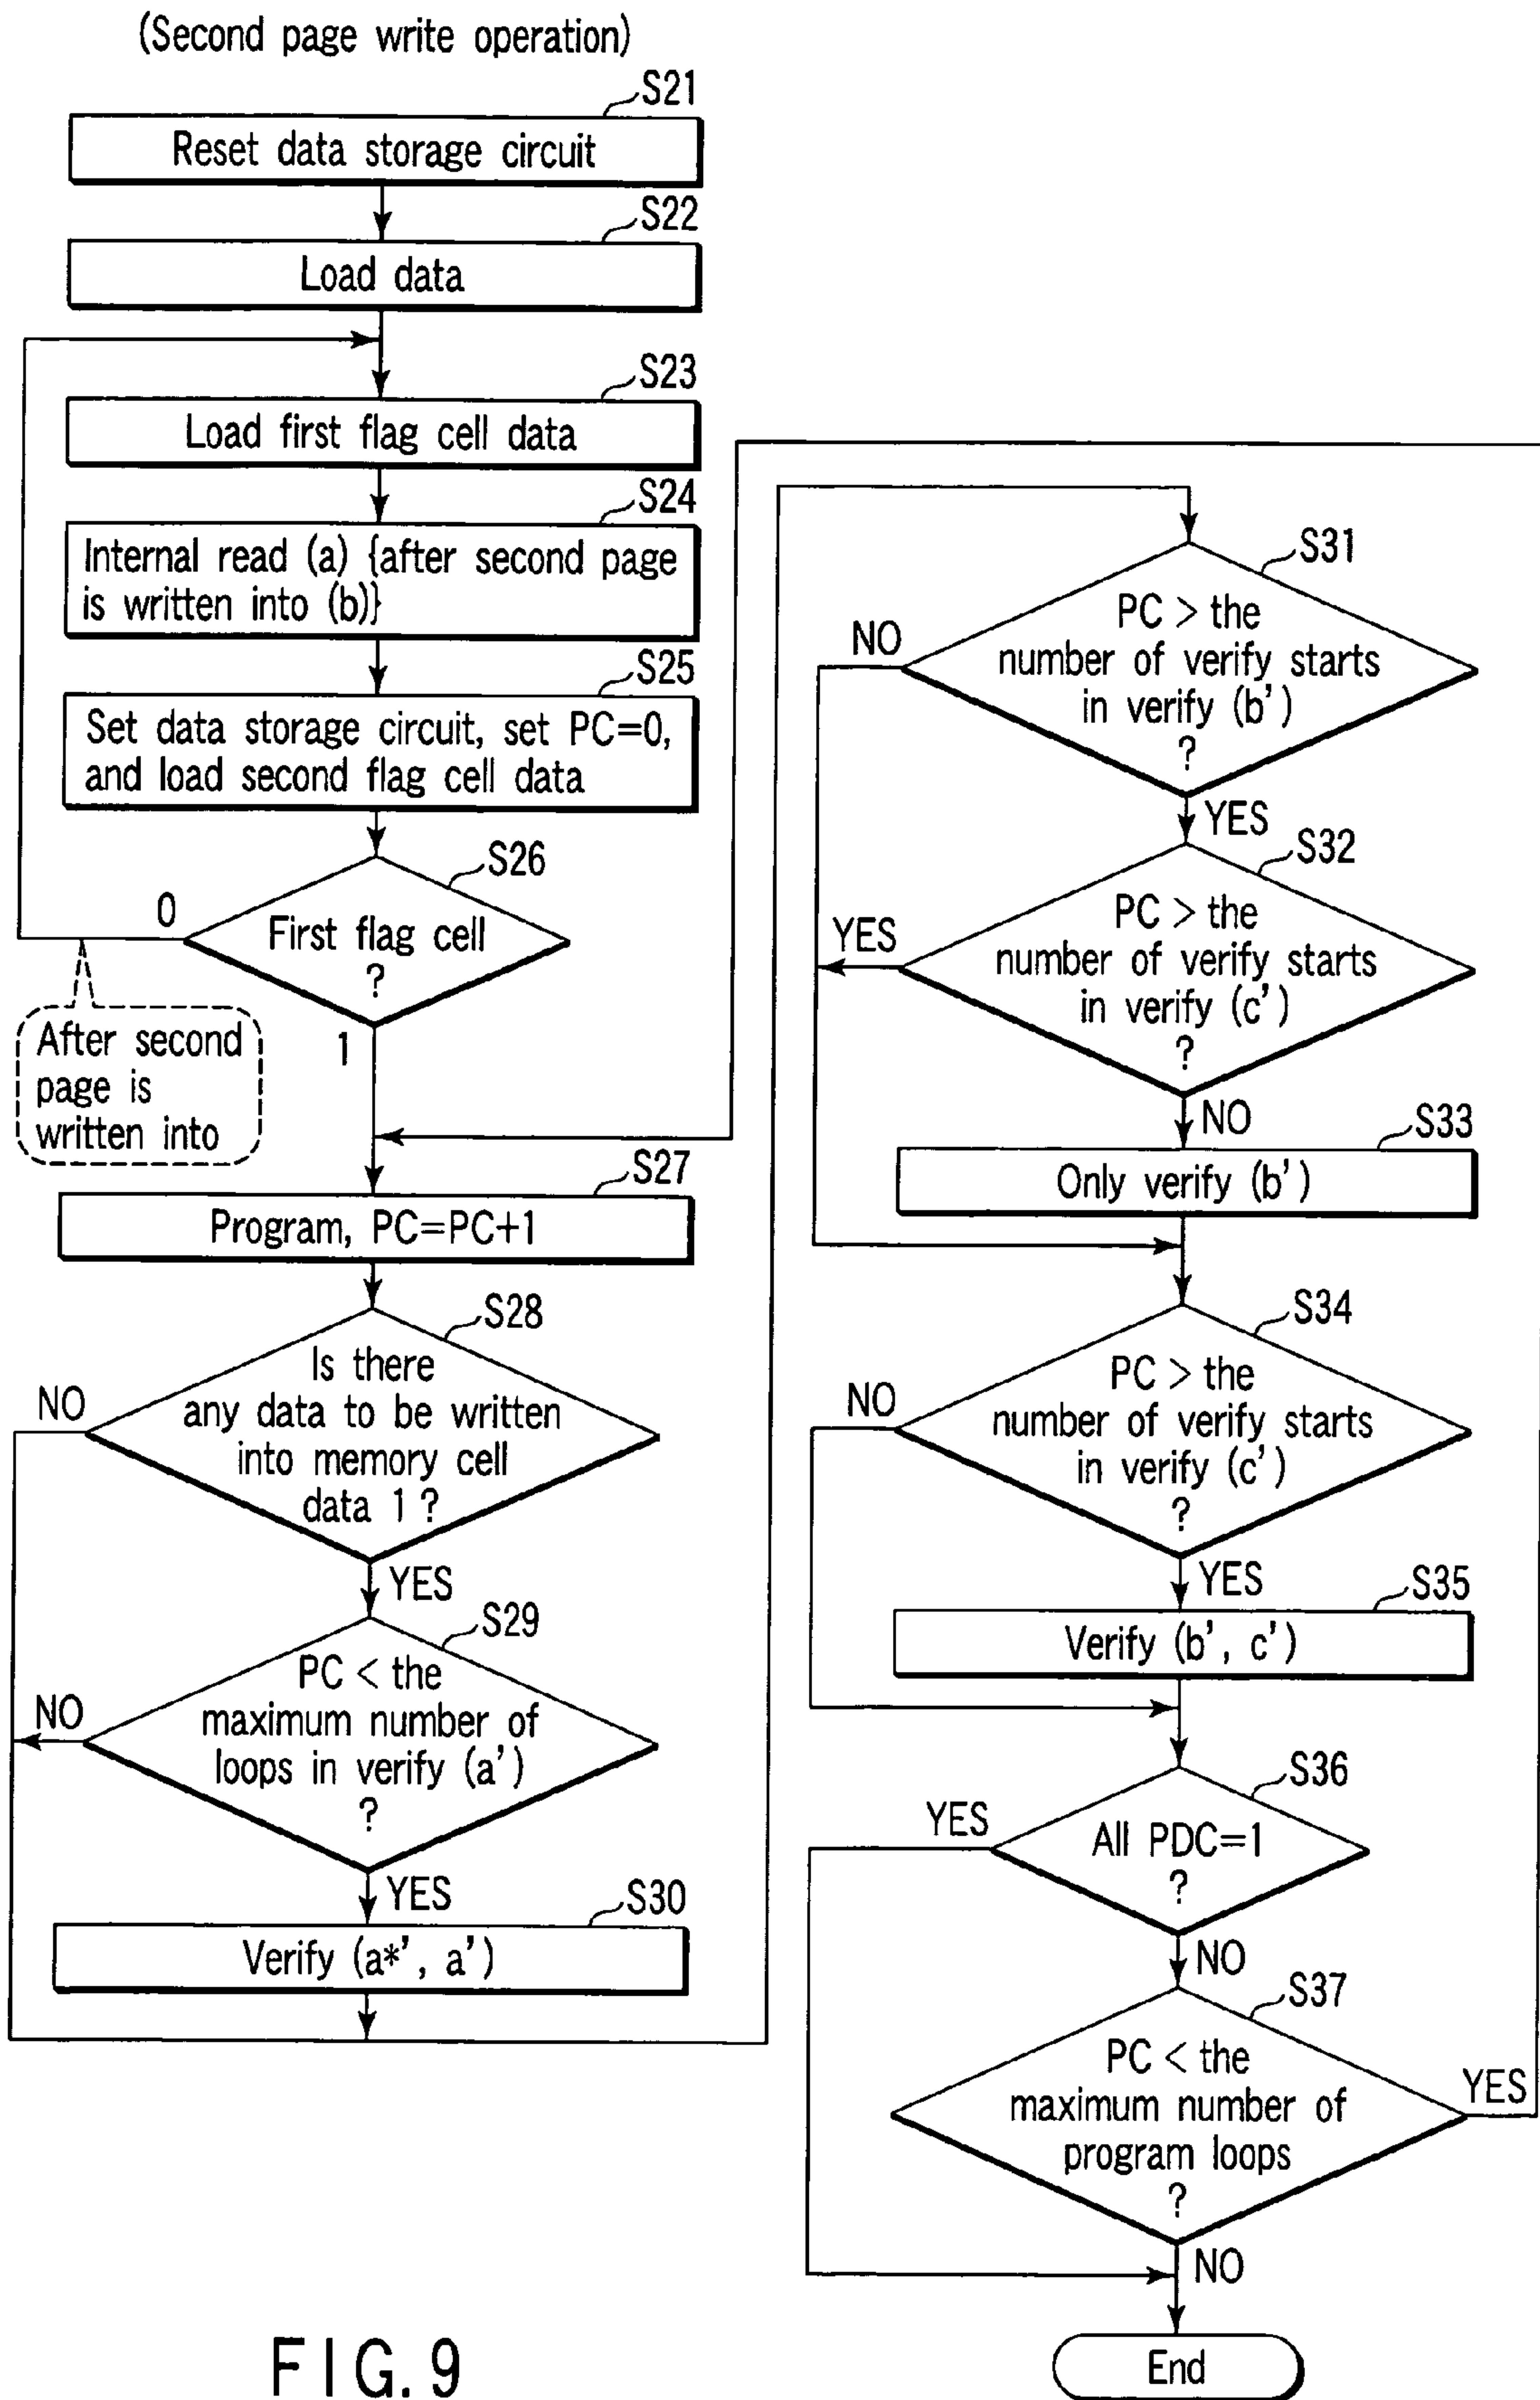 (Second page write operation)
S21
Reset data storage circuit
S22
Load data
S23
Load first flag cell data
S24
Internal read (a) {after second page
is written into (b)}
S25
Set data storage circuit, set PC=0,
and load second flag cell data
S26
0
First flag cell
?
1
After second
page is
written into
S27
Program, PC=PC+1
S28
Is there
any data to be written
into memory cell
data 1 ?
NO
YES
S29
PC < the
maximum number of
loops in verify (a')
?
NO
YES
S30
Verify (a*', a')
S31
PC > the
number of verify starts
in verify (b')
?
NO
YES
S32
PC > the
number of verify starts
in verify (c')
?
YES
NO
S33
Only verify (b')
S34
PC > the
number of verify starts
in verify (c')
?
NO
YES
S35
Verify (b', c')
S36
YES
All PDC=1
?
NO
S37
PC < the
maximum number of
program loops
?
YES
NO
End
FIG. 9